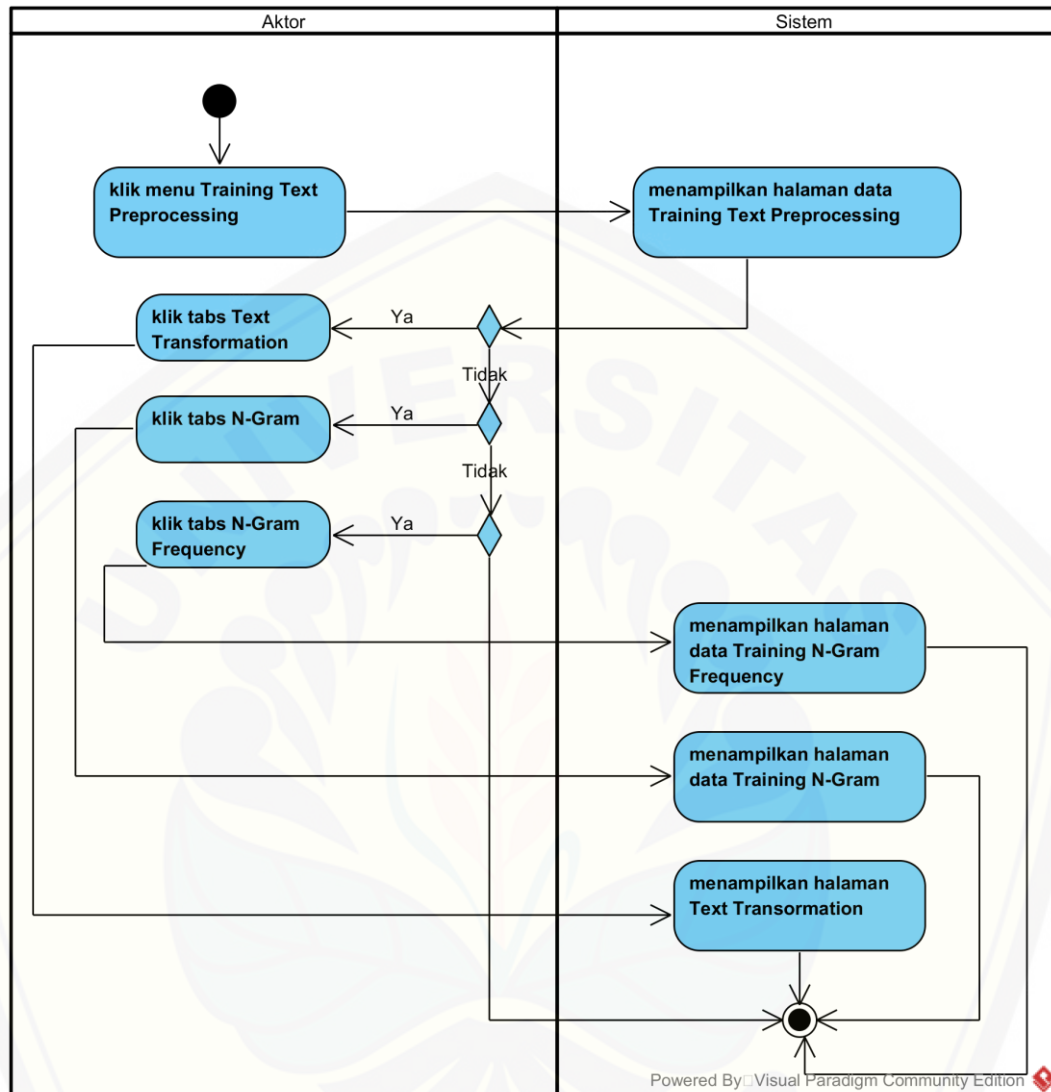 Aktor
Sistem
klik menu Training Text
Preprocessing
menampilkan halaman data
Training Text Preprocessing
klik tabs Text
Transformation
Ya
Tidak
klik tabs N-Gram
Ya
Tidak
klik tabs N-Gram
Frequency
Ya
menampilkan halaman
data Training N-Gram
Frequency
menampilkan halaman
data Training N-Gram
menampilkan halaman
Text Transormation
UNIVERSITAS
Powered By Visual Paradigm Community Edition